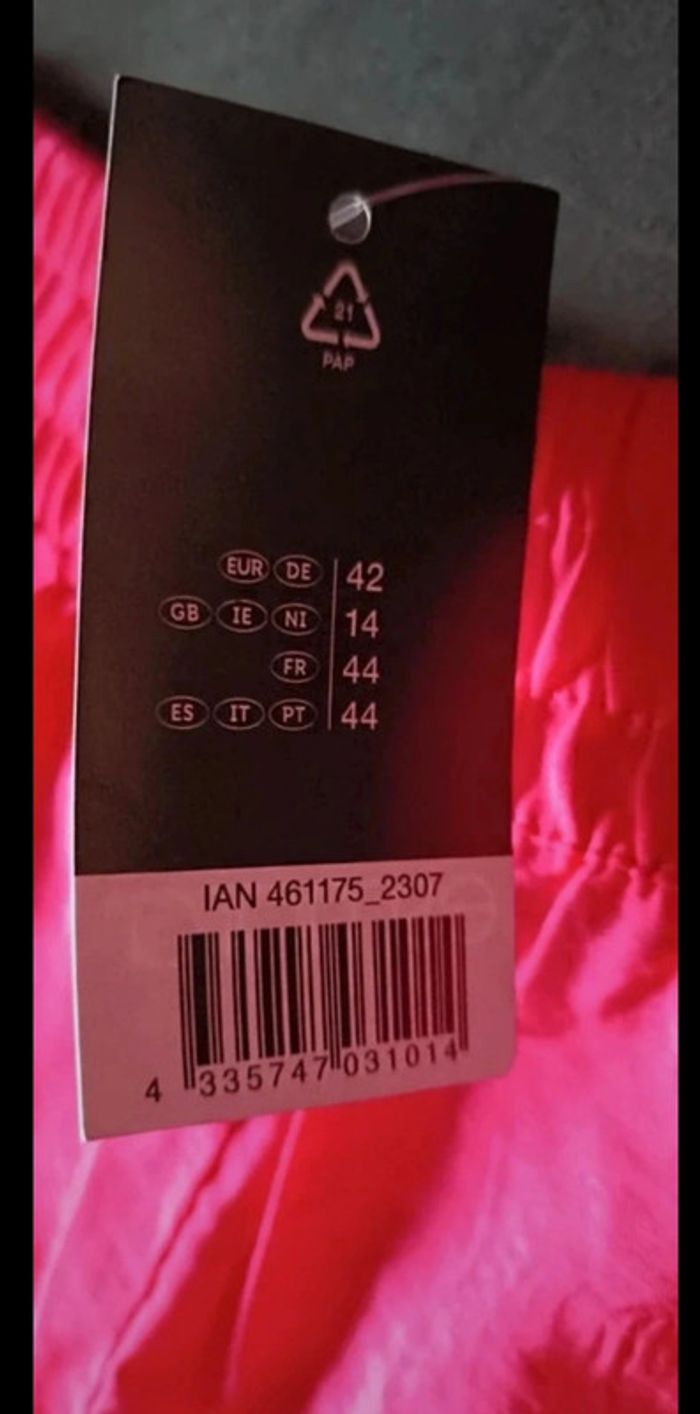 21
PAP
EUR DE 42
GB IE NI 14
FR 44
ES IT PT 44
IAN 461175_2307
4 335747 031014